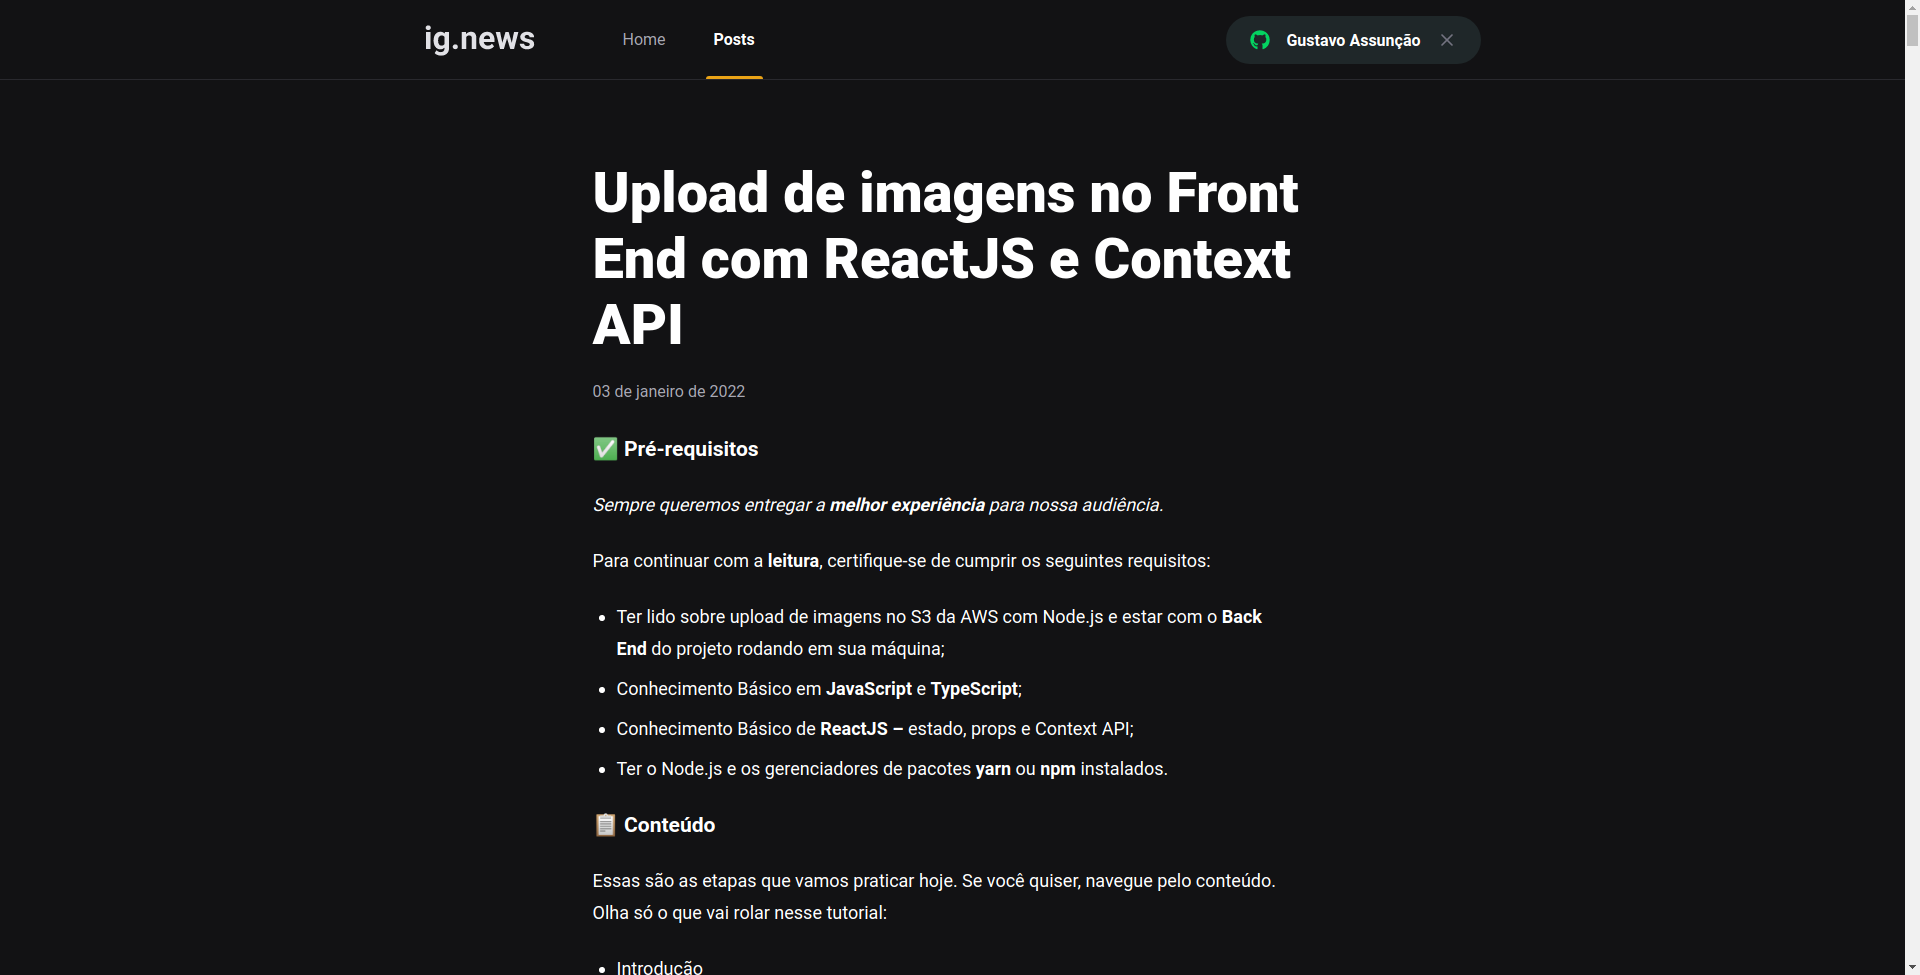 ig.news
Home
Posts
Gustavo Assunção
Upload de imagens no Front
End com ReactJS e Context
API
03 de janeiro de 2022
✅ Pré-requisitos
Sempre queremos entregar a melhor experiência para nossa audiência.
Para continuar com a leitura, certifique-se de cumprir os seguintes requisitos:
• Ter lido sobre upload de imagens no S3 da AWS com Node.js e estar com o Back
End do projeto rodando em sua máquina;
• Conhecimento Básico em JavaScript e TypeScript;
• Conhecimento Básico de ReactJS – estado, props e Context API;
• Ter o Node.js e os gerenciadores de pacotes yarn ou npm instalados.
📋 Conteúdo
Essas são as etapas que vamos praticar hoje. Se você quiser, navegue pelo conteúdo.
Olha só o que vai rolar nesse tutorial:
• Introdução